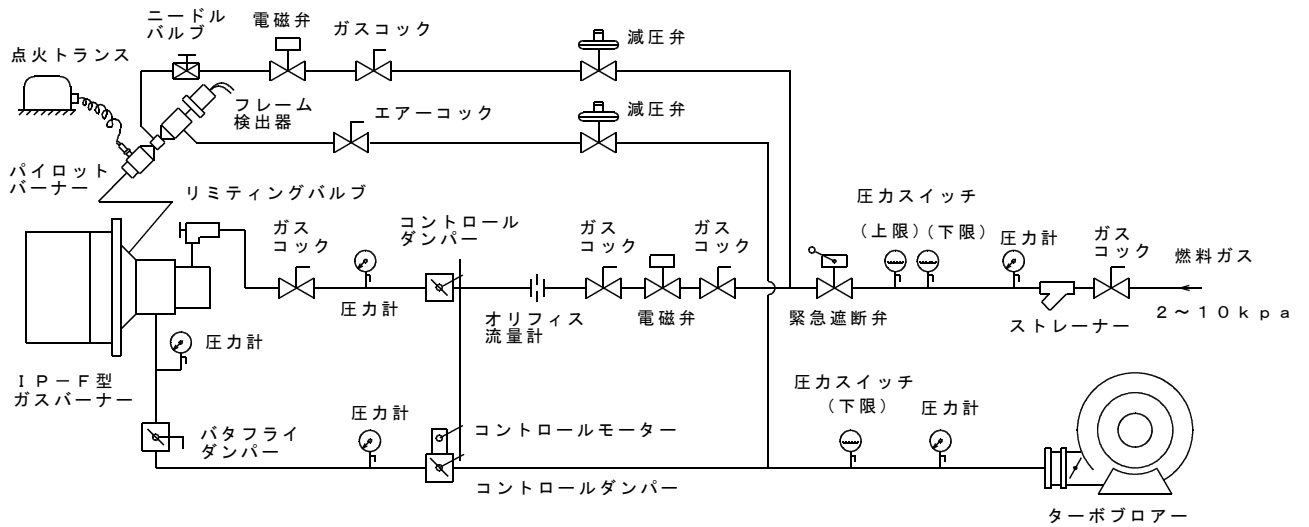 ニードル
バルブ
電磁弁
ガスコック
減圧弁
点火トランス
フレーム
検出器
エアーコック
減圧弁
パイロット
バーナー
リミティングバルブ
ガス
コック
コントロール
ダンパー
ガス
コック
ガス
コック
圧力スイッチ
(上限)(下限)
圧力計
ガス
コック
燃料ガス
圧力計
オリフィス
流量計
電磁弁
緊急遮断弁
ストレーナー
2~10kpa
圧力計
IP-F型
ガスバーナー
圧力計
圧力スイッチ
(下限)
圧力計
バタフライ
ダンパー
コントロールモーター
コントロールダンパー
ターボブロアー